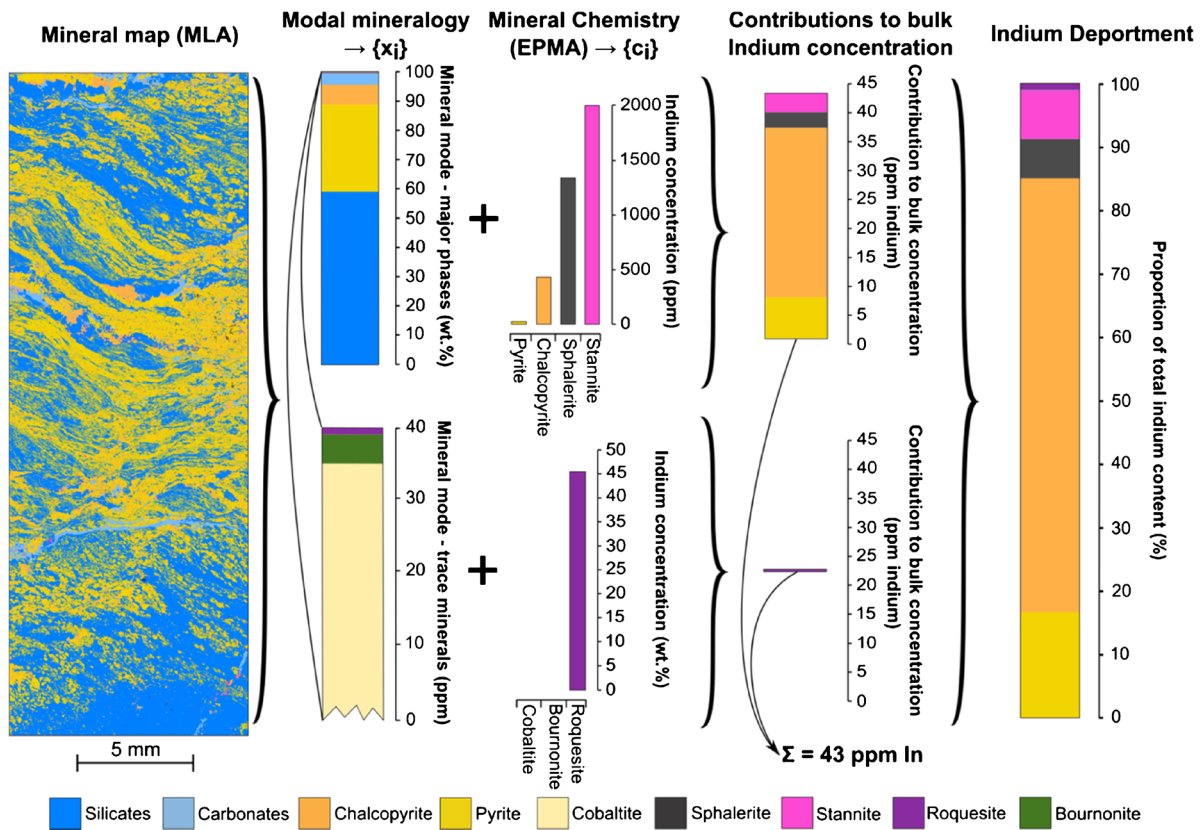 Mineral map (MLA)
Modal mineralogy
→ {xi}
Mineral Chemistry
(EPMA) → {ci}
Contributions to bulk
Indium concentration
Indium Deportment
5 mm
100
90
80
70
60
50
40
30
20
10
0
Mineral mode - major phases (wt.%)
40
30
20
10
0
Mineral mode - trace minerals (ppm)
2000
1500
1000
500
0
Indium concentration (ppm)
Pyrite
Chalcopyrite
Sphalerite
Stannite
50
45
40
35
30
25
20
15
10
5
0
Indium concentration (wt.%)
Cobaltite
Bournonite
Roquesite
45
40
35
30
25
20
15
10
5
0
Contribution to bulk concentration
(ppm indium)
45
40
35
30
25
20
15
10
5
0
Contribution to bulk concentration
(ppm indium)
Σ = 43 ppm In
100
90
80
70
60
50
40
30
20
10
0
Proportion of total indium content (%)
Silicates
Carbonates
Chalcopyrite
Pyrite
Cobaltite
Sphalerite
Stannite
Roquesite
Bournonite